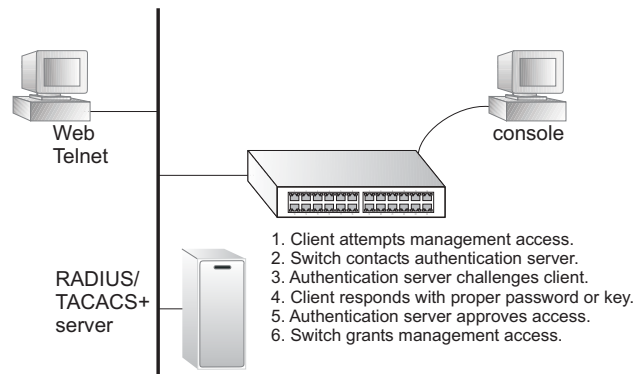 Web
Telnet
console
RADIUS/
TACACS+
server
1. Client attempts management access.
2. Switch contacts authentication server.
3. Authentication server challenges client.
4. Client responds with proper password or key.
5. Authentication server approves access.
6. Switch grants management access.